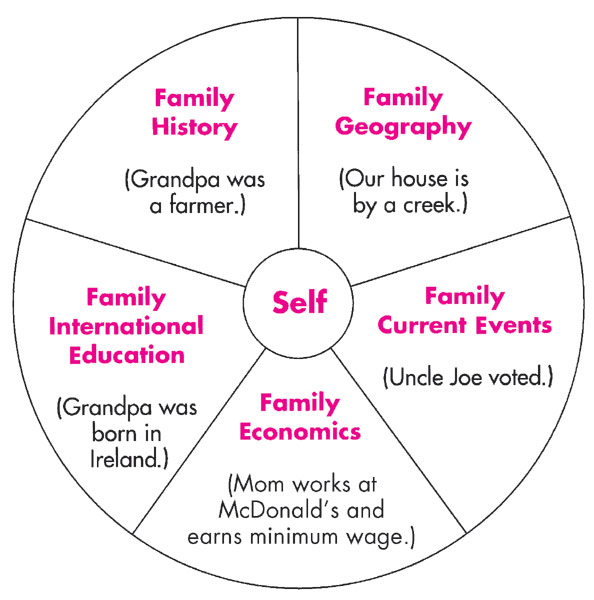 Family
History
(Grandpa was
a farmer.)
Family
Geography
(Our house is
by a creek.)
Self
Family
International
Education
(Grandpa was
born in
Ireland.)
Family
Current Events
(Uncle Joe voted.)
Family
Economics
(Mom works at
McDonald's and
earns minimum wage.)